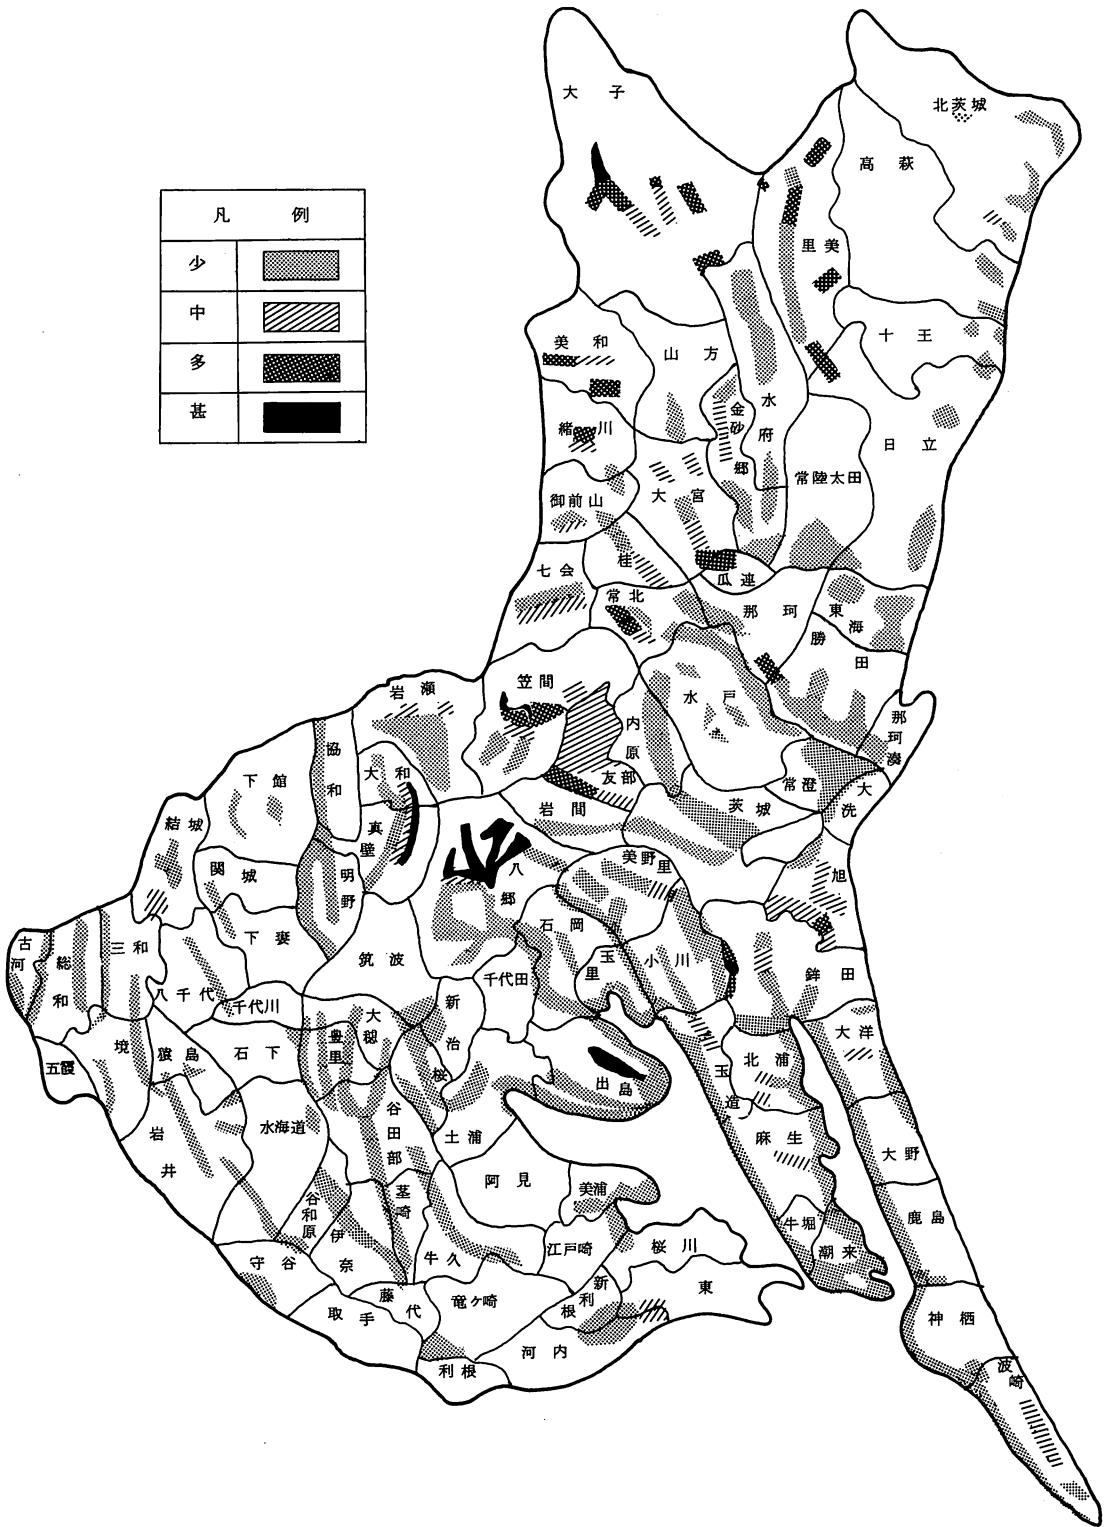 凡例
少
中
多
甚
大子
北茨城
高萩
里美
十王
美和
山方
水府
金砂郷
緒川
日立
常陸太田
大宮
御前山
桂
七会
瓜連
常北
那珂
東海
勝田
笠間
岩瀬
水戸
内原
那珂湊
友部
協和
大和
下館
常澄
大洗
岩間
茨城
真壁
結城
美野里
八郷
旭
関城
明野
石岡
下妻
古河
総和
三和
筑波
玉里
小川
鉾田
千代田
八千代
千代川
新治
大穂
豊里
大洋
境
猿島
石下
五霞
桜
出島
玉造
北浦
谷田部
水海道
岩井
土浦
麻生
大野
阿見
美浦
茎崎
谷和原
伊奈
牛堀
鹿島
潮来
守谷
牛久
江戸崎
桜川
新利根
東
藤代
竜ケ崎
取手
神栖
河内
利根
波崎